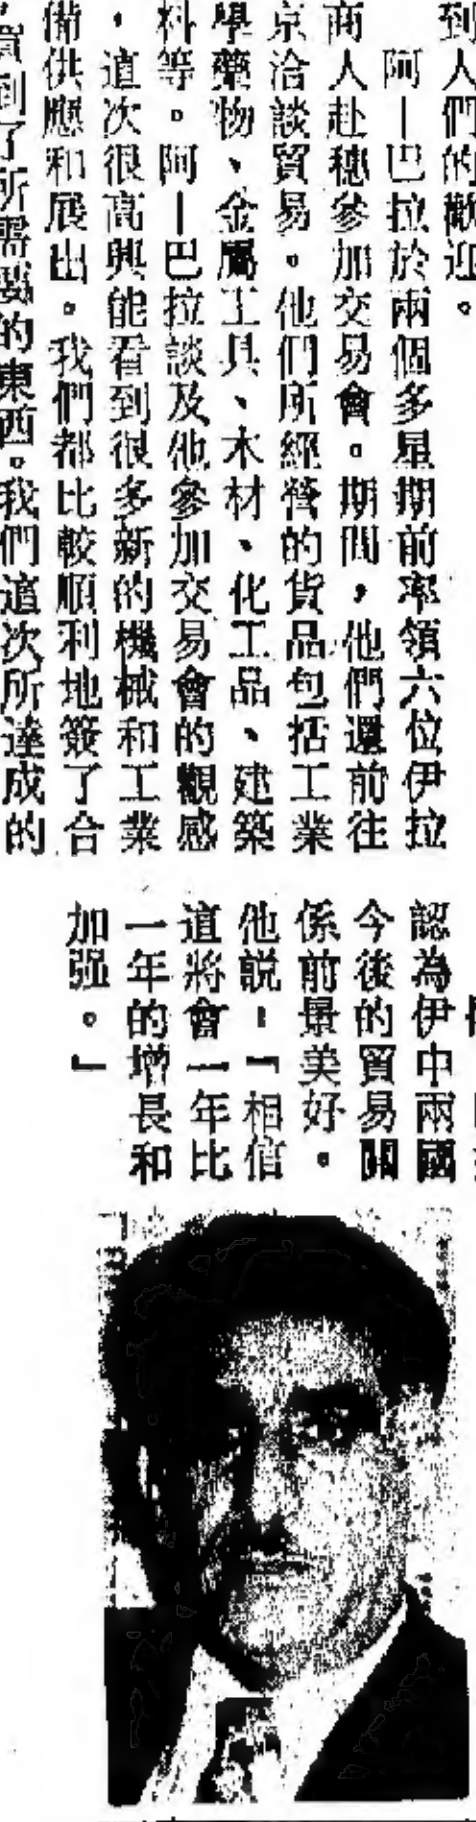 到人們的歡迎。
阿—巴拉於兩個多星期前率領六位伊拉
商人赴穗參加交易會。期間,他們還前往
京洽談貿易。他們所經營的貨品包括工業
學藥物、金屬工具、木材、化工品、建築
料等。阿—巴拉談及他參加交易會的觀感
,這次很高興能看到很多新的機械和工業
備供應和展出。我們都比較順利地簽了合
買到了所需要的東西。我們這次所達成的
認為伊中兩國
今後的貿易關
係前景美好。
他說:「相信
這將會一年比
一年的增長和
加强。」